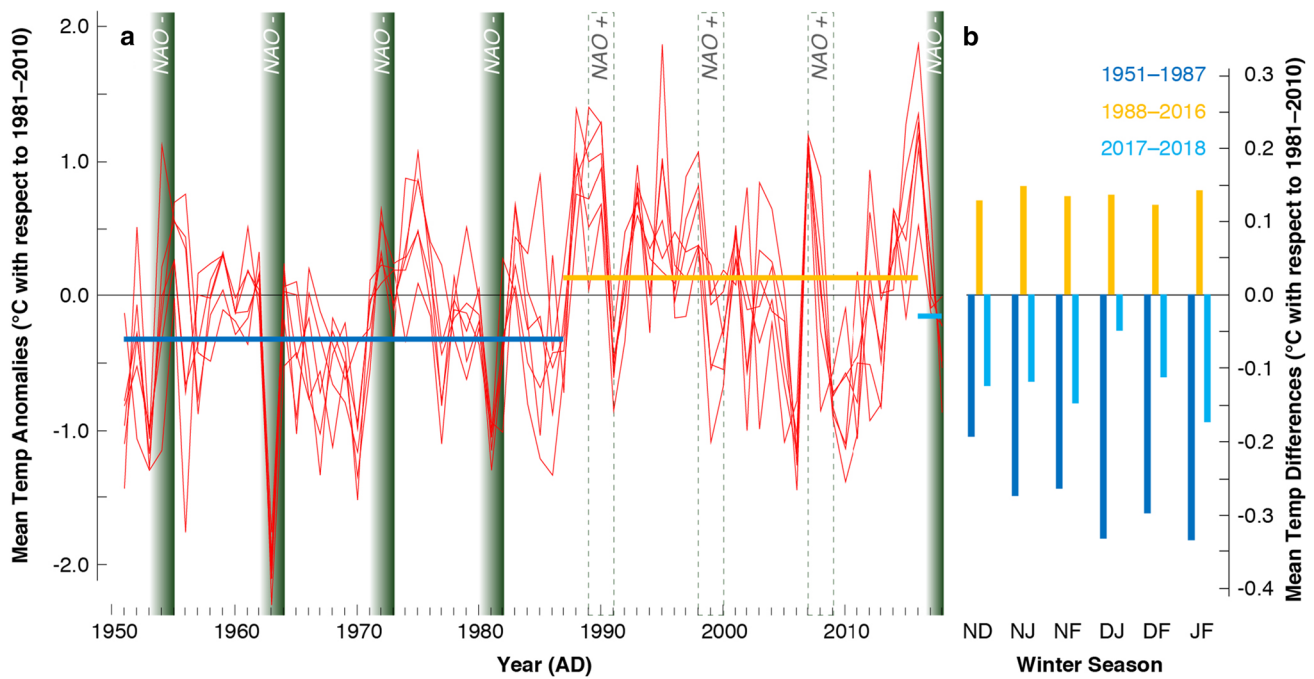 a
Mean Temp Anomalies (°C with respect to 1981–2010)
2.0
1.0
0.0
-1.0
-2.0
NAO -
NAO -
NAO -
NAO -
NAO +
NAO +
NAO +
NAO -
1950
1960
1970
1980
1990
2000
2010
Year (AD)
b
1951–1987
1988–2016
2017–2018
0.3
0.2
0.1
0.0
-0.1
-0.2
-0.3
-0.4
Mean Temp Differences (°C with respect to 1981–2010)
ND
NJ
NF
DJ
DF
JF
Winter Season